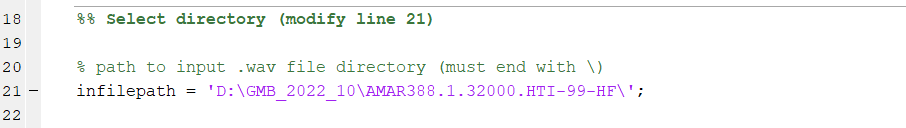 18 %% Select directory (modify line 21)
19
20 % path to input .wav file directory (must end with \)
21 – infilepath = 'D:\GMB_2022_10\AMAR388.1.32000.HTI-99-HF\';
22